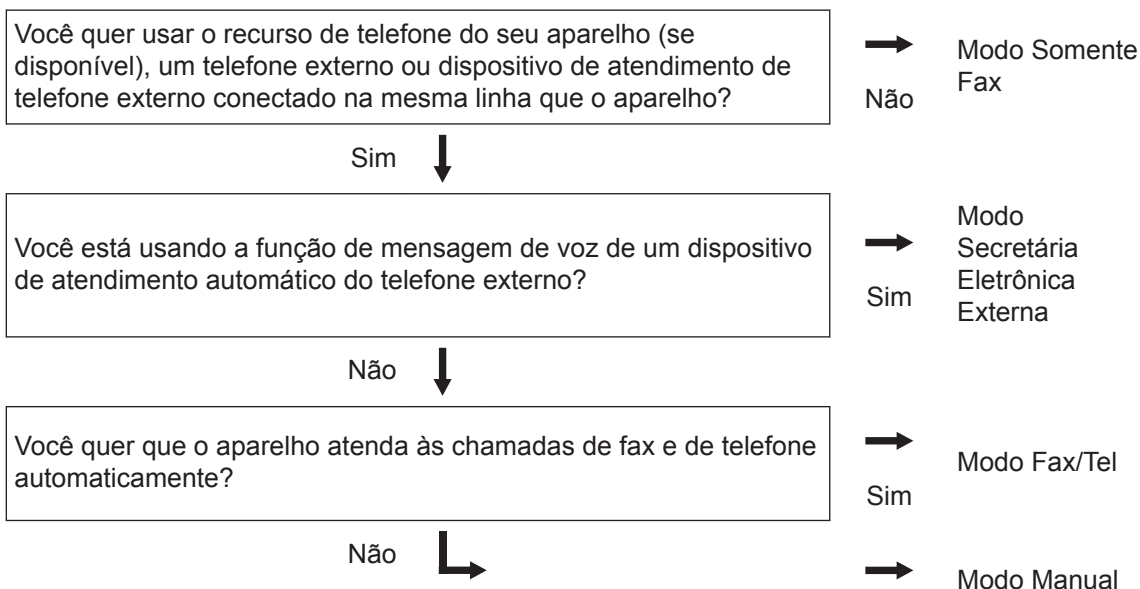 Você quer usar o recurso de telefone do seu aparelho (se
disponível), um telefone externo ou dispositivo de atendimento de
telefone externo conectado na mesma linha que o aparelho?
Não
Modo Somente
Fax
Sim
Você está usando a função de mensagem de voz de um dispositivo
de atendimento automático do telefone externo?
Sim
Modo
Secretária
Eletrônica
Externa
Não
Você quer que o aparelho atenda às chamadas de fax e de telefone
automaticamente?
Sim
Modo Fax/Tel
Não
Modo Manual